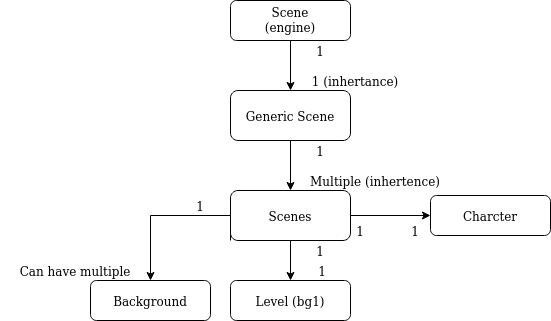 Scene
(engine)
1
1 (inhertance)
Generic Scene
1
Multiple (inhertence)
1
Scenes
1
1
Charcter
1
Can have multiple
1
Background
Level (bg1)